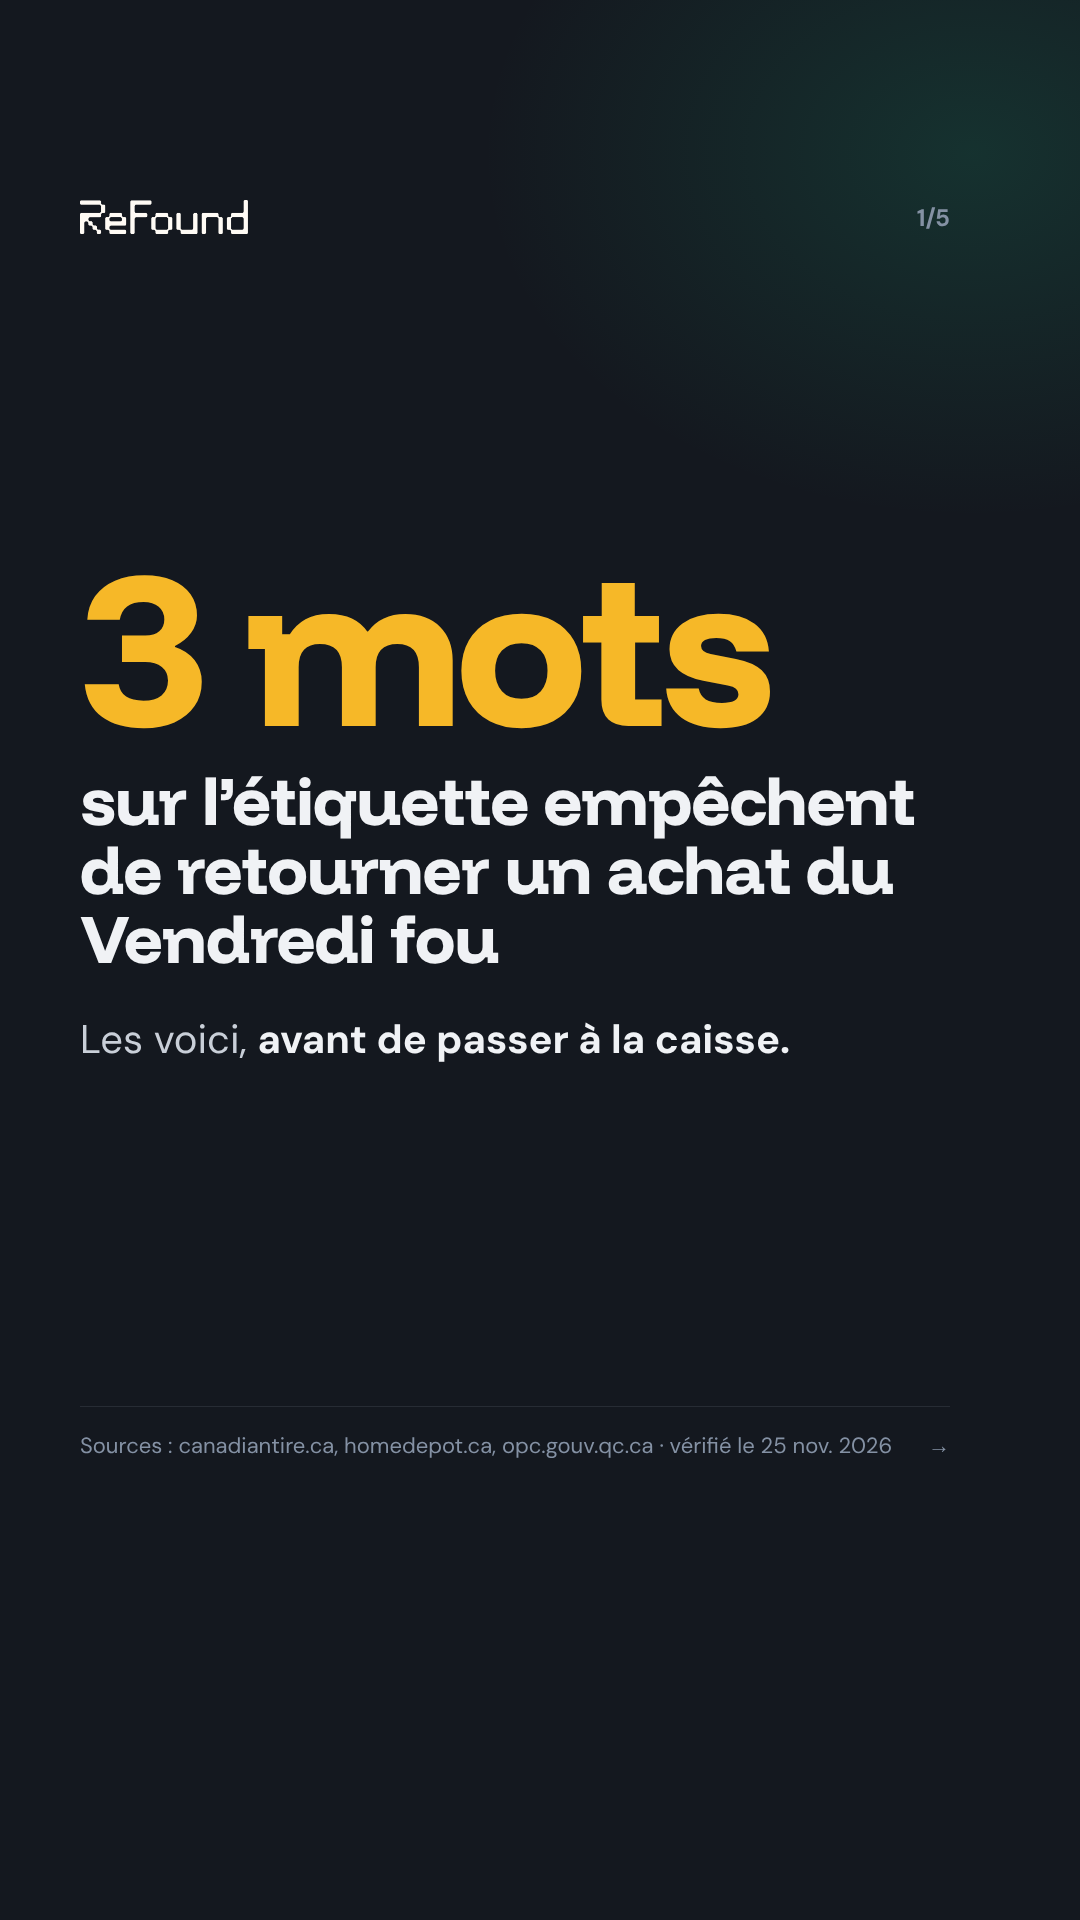 ReFound
1/5
3 mots
sur l’étiquette empêchent
de retourner un achat du
Vendredi fou
Les voici, avant de passer à la caisse.
Sources : canadiantire.ca, homedepot.ca, opc.gouv.qc.ca · vérifié le 25 nov. 2026 →